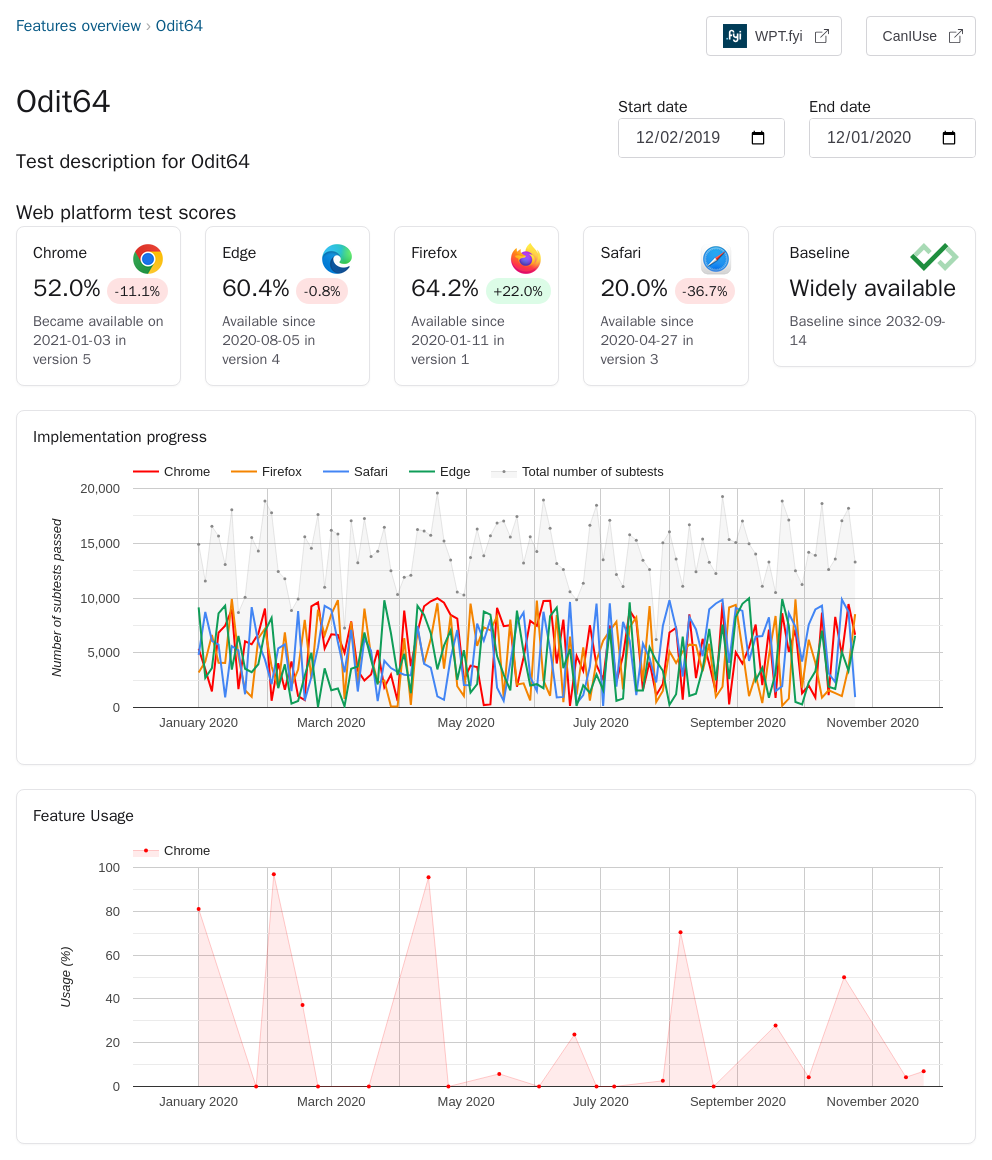 Features overview › Odit64
.fyi WPT.fyi
CanIUse
Odit64
Start date
End date
12/02/2019
12/01/2020
Test description for Odit64
Web platform test scores
Chrome
52.0% -11.1%
Became available on
2021-01-03 in
version 5
Edge
60.4% -0.8%
Available since
2020-08-05 in
version 4
Firefox
64.2% +22.0%
Available since
2020-01-11 in
version 1
Safari
20.0% -36.7%
Available since
2020-04-27 in
version 3
Baseline
Widely available
Baseline since 2032-09-
14
Implementation progress
Chrome Firefox Safari Edge Total number of subtests
Number of subtests passed
20,000
15,000
10,000
5,000
0
January 2020 March 2020 May 2020 July 2020 September 2020 November 2020
Feature Usage
Chrome
Usage (%)
100
80
60
40
20
0
January 2020 March 2020 May 2020 July 2020 September 2020 November 2020